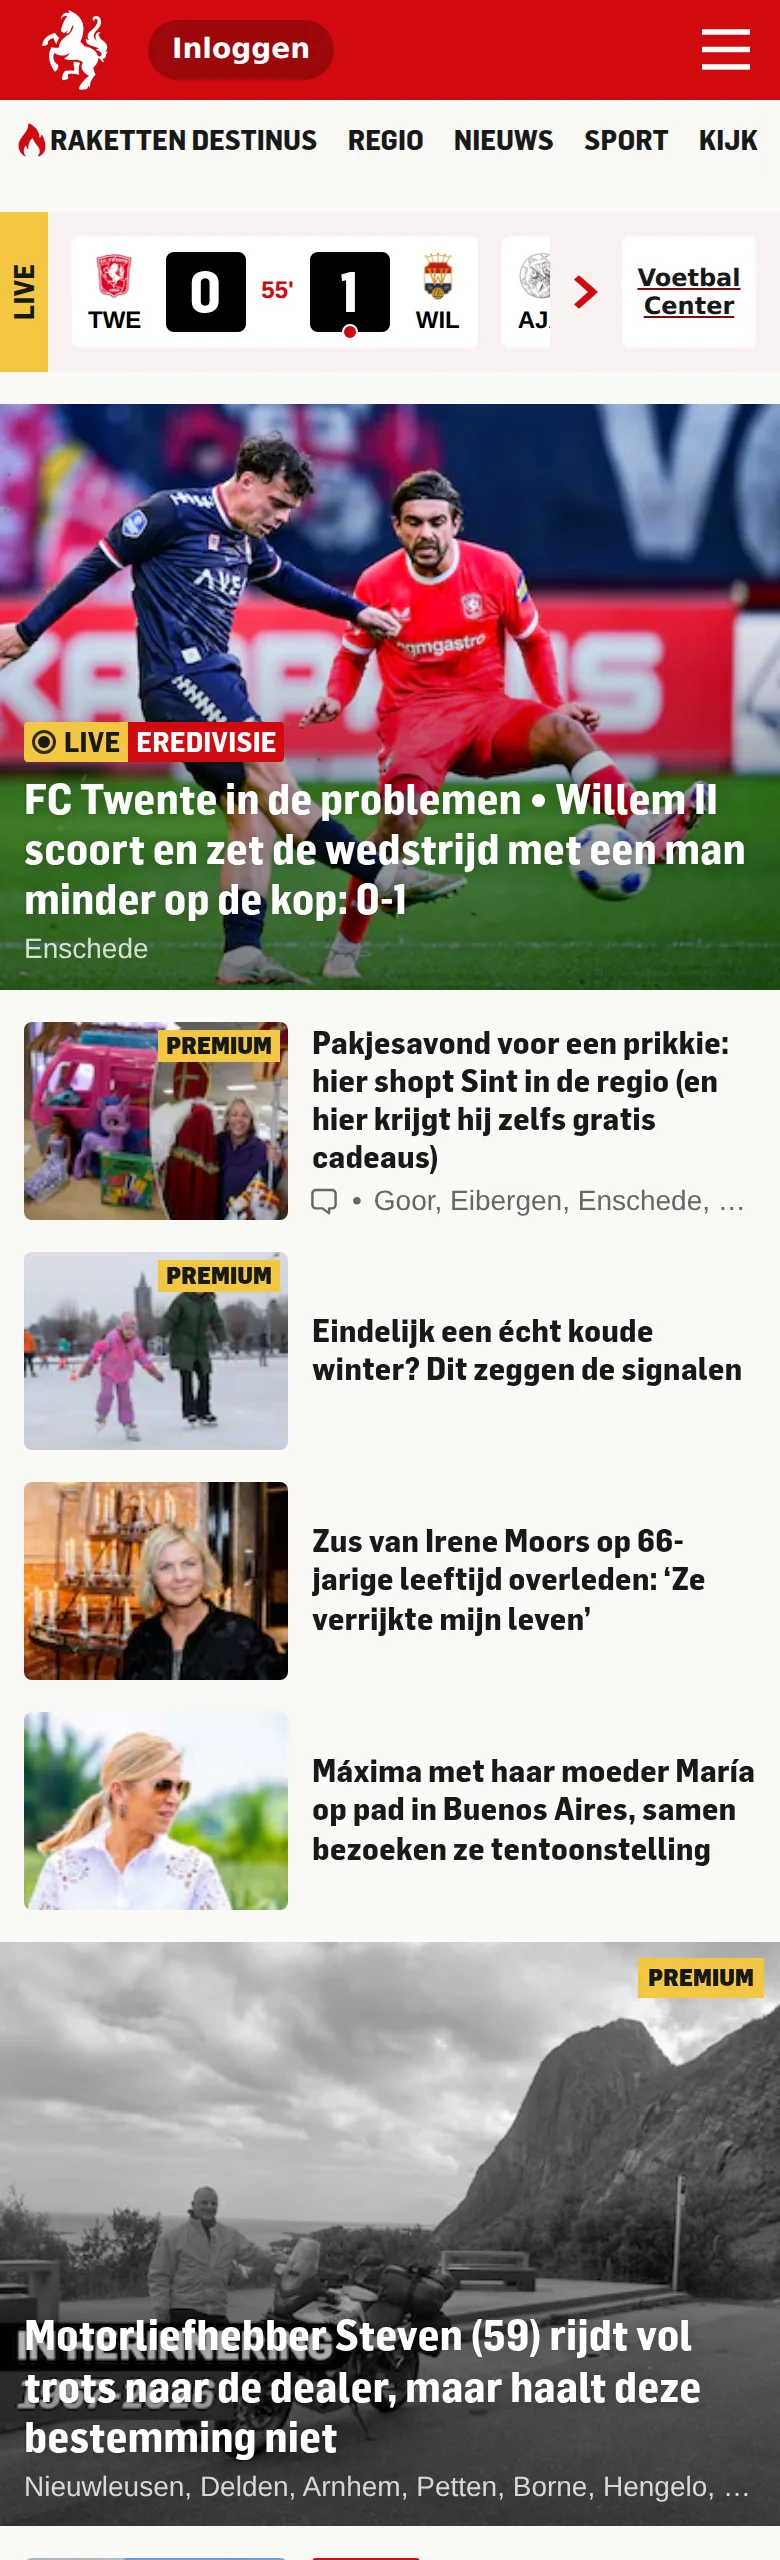 Inloggen
RAKETTEN DESTINUS REGIO NIEUWS SPORT KIJK
LIVE
0 55' 1
TWE WIL AJ
Voetbal
Center
LIVE EREDIVISIE
FC Twente in de problemen • Willem II
scoort en zet de wedstrijd met een man
minder op de kop: 0-1
Enschede
PREMIUM
Pakjesavond voor een prikkie:
hier shopt Sint in de regio (en
hier krijgt hij zelfs gratis
cadeaus)
• Goor, Eibergen, Enschede, …
PREMIUM
Eindelijk een écht koude
winter? Dit zeggen de signalen
Zus van Irene Moors op 66-
jarige leeftijd overleden: ‘Ze
verrijkte mijn leven’
Máxima met haar moeder María
op pad in Buenos Aires, samen
bezoeken ze tentoonstelling
PREMIUM
Motorliefhebber Steven (59) rijdt vol
trots naar de dealer, maar haalt deze
bestemming niet
Nieuwleusen, Delden, Arnhem, Petten, Borne, Hengelo, …